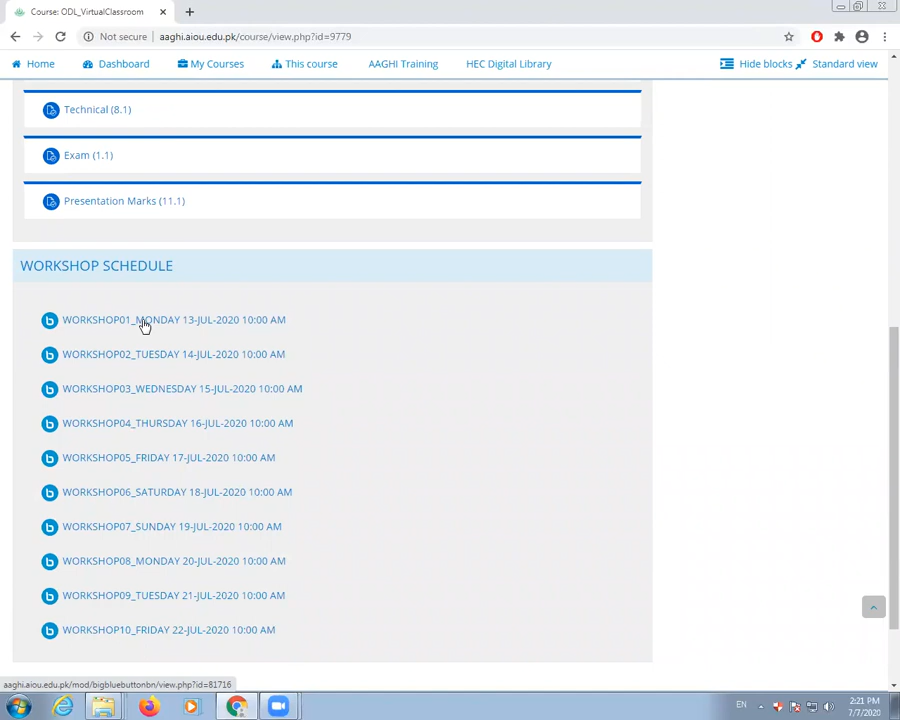 Course: ODL_VirtualClassroom
Not secure | aaghi.aiou.edu.pk/course/view.php?id=9779
Home Dashboard My Courses This course AAGHI Training HEC Digital Library Hide blocks Standard view
Technical (8.1)
Exam (1.1)
Presentation Marks (11.1)
WORKSHOP SCHEDULE
b WORKSHOP01_MONDAY 13-JUL-2020 10:00 AM
b WORKSHOP02_TUESDAY 14-JUL-2020 10:00 AM
b WORKSHOP03_WEDNESDAY 15-JUL-2020 10:00 AM
b WORKSHOP04_THURSDAY 16-JUL-2020 10:00 AM
b WORKSHOP05_FRIDAY 17-JUL-2020 10:00 AM
b WORKSHOP06_SATURDAY 18-JUL-2020 10:00 AM
b WORKSHOP07_SUNDAY 19-JUL-2020 10:00 AM
b WORKSHOP08_MONDAY 20-JUL-2020 10:00 AM
b WORKSHOP09_TUESDAY 21-JUL-2020 10:00 AM
b WORKSHOP10_FRIDAY 22-JUL-2020 10:00 AM
aaghi.aiou.edu.pk/mod/bigbluebuttonbn/view.php?id=81716
EN 2:21 PM
7/7/2020